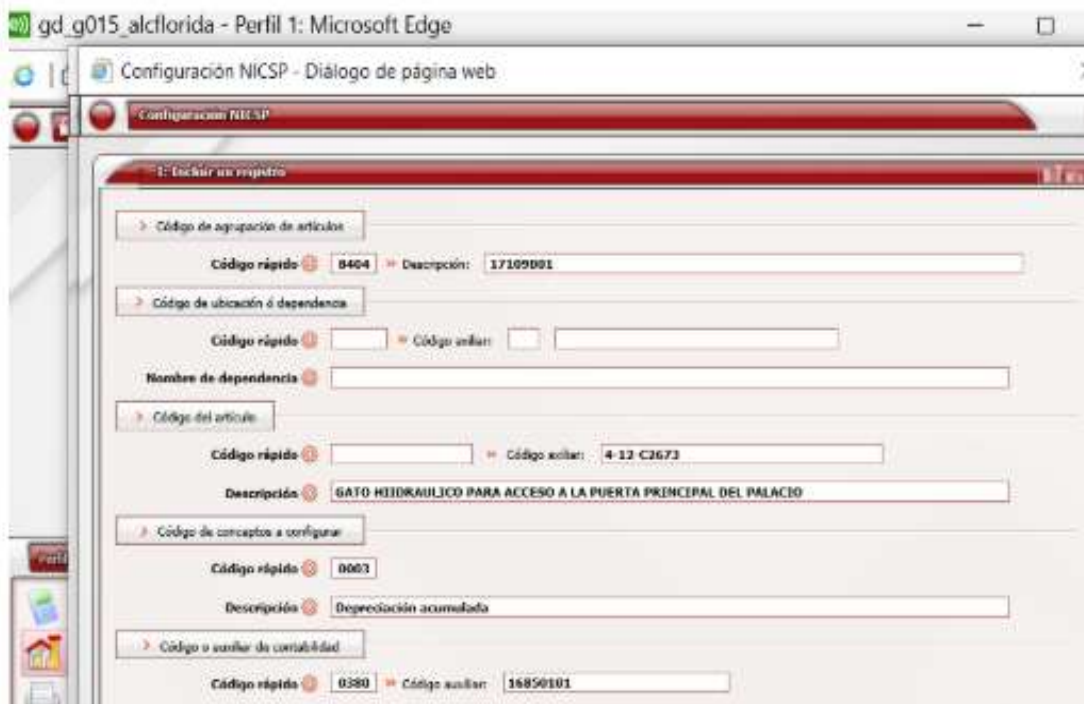 gd_g015_alcflorida - Perfil 1: Microsoft Edge
Configuración NICSP - Diálogo de página web
Configuración NICSP
1: Incluir un registro
Código de agrupación de artículos
Código rápido 8404 Descripción: 17109001
Código de ubicación ó dependencia
Código rápido Código auxiliar:
Nombre de dependencia
Código del artículo
Código rápido Código auxiliar: 4-12-C2673
Descripción GATO HIIDRAULICO PARA ACCESO A LA PUERTA PRINCIPAL DEL PALACIO
Código de conceptos a configurar
Código rápido 0003
Descripción Depreciación acumulada
Código o auxiliar de contabilidad
Código rápido 0380 Código auxiliar: 16850101